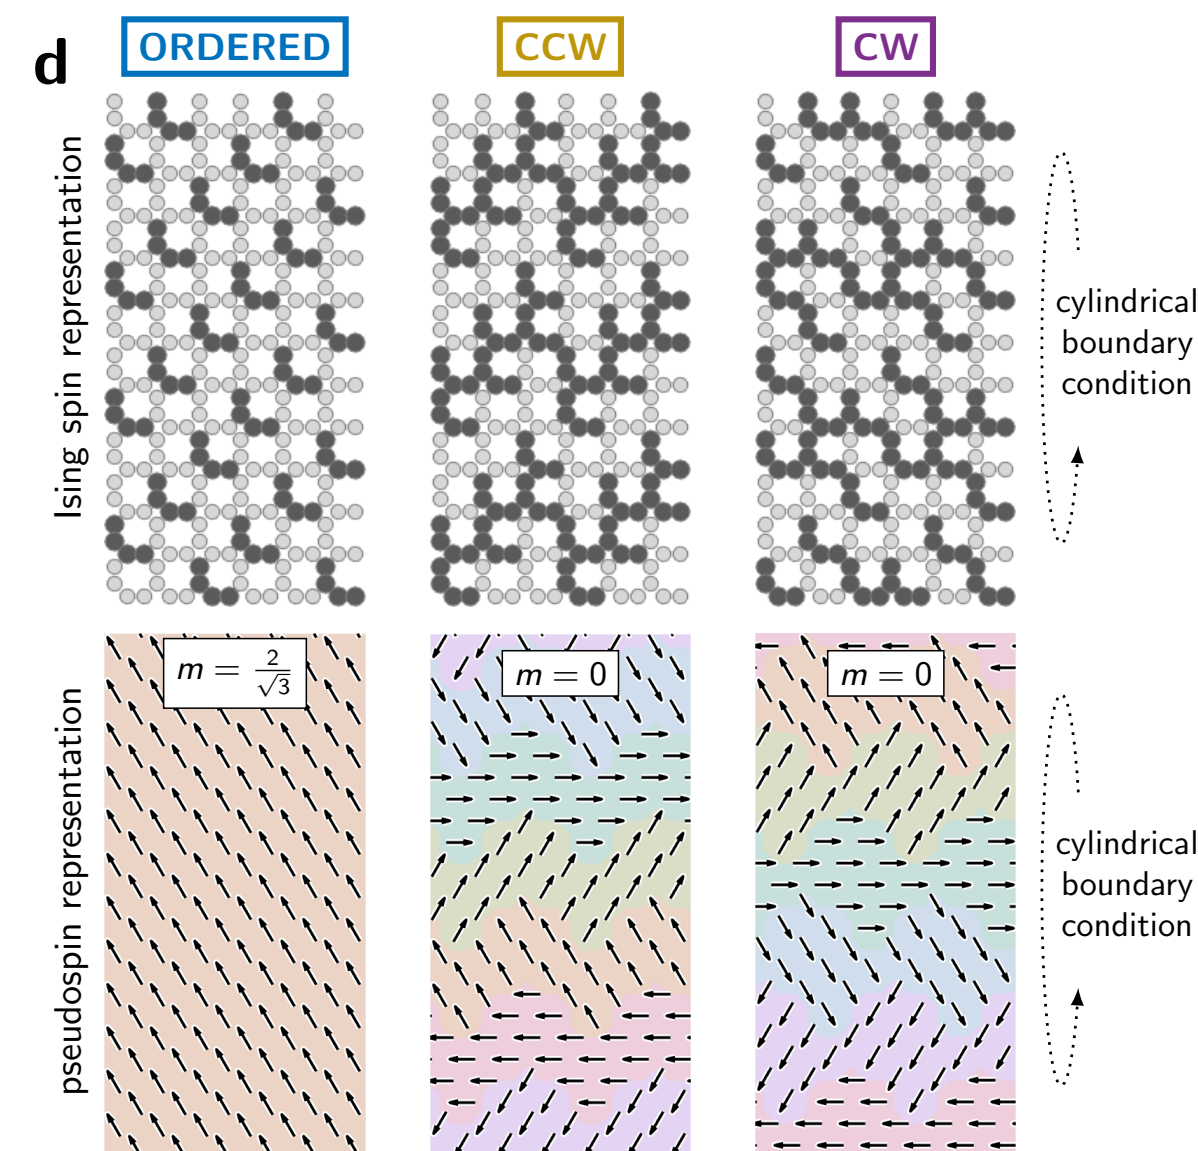 d
ORDERED
CCW
CW
Ising spin representation
cylindrical
boundary
condition
m = 2/√3
m = 0
m = 0
pseudospin representation
cylindrical
boundary
condition